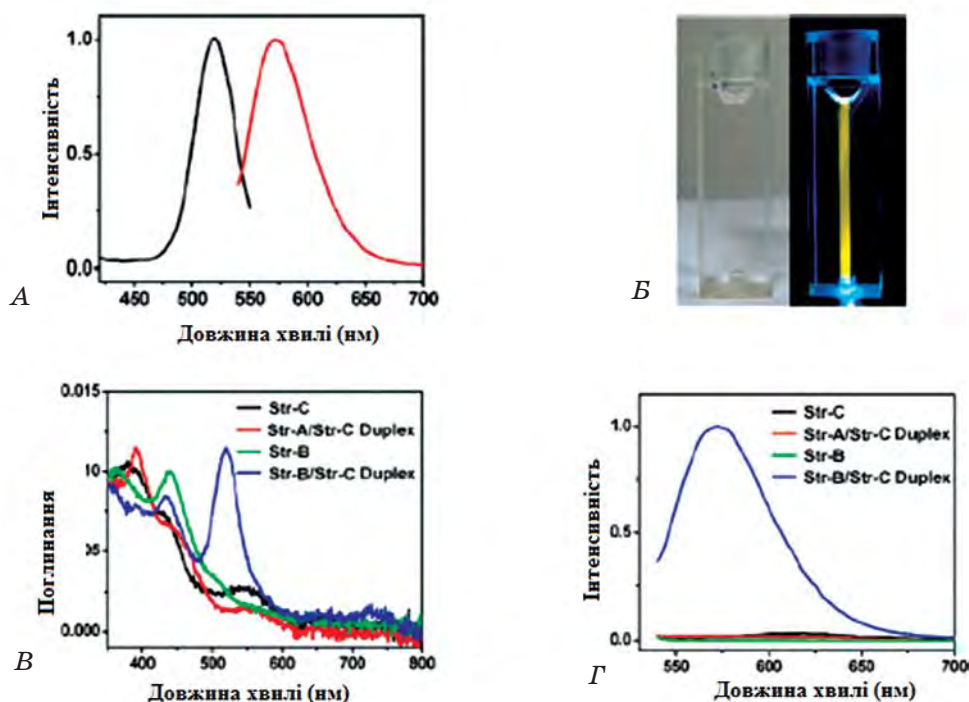 1.0
0.5
0.0
Інтенсивність
450 500 550 600 650 700
Довжина хвилі (нм)
А
Б
0.015
10
05
0.000
Поглинання
Str-C
Str-A/Str-C Duplex
Str-B
Str-B/Str-C Duplex
400 500 600 700 800
Довжина хвилі (нм)
В
1.0
0.5
0.0
Інтенсивність
Str-C
Str-A/Str-C Duplex
Str-B
Str-B/Str-C Duplex
550 600 650 700
Довжина хвилі (нм)
Г